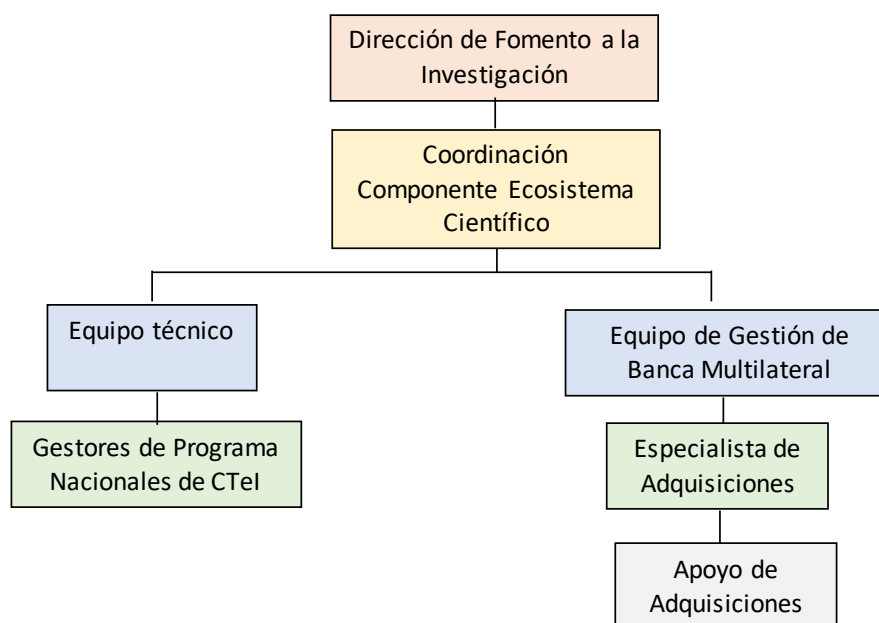 Dirección de Fomento a la
Investigación
Coordinación
Componente Ecosistema
Científico
Equipo técnico
Equipo de Gestión de
Banca Multilateral
Gestores de Programa
Nacionales de CTeI
Especialista de
Adquisiciones
Apoyo de
Adquisiciones